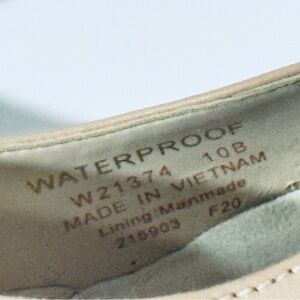 WATERPROOF
W21374 10B
MADE IN VIETNAM
Lining:Manmade
215903 F20